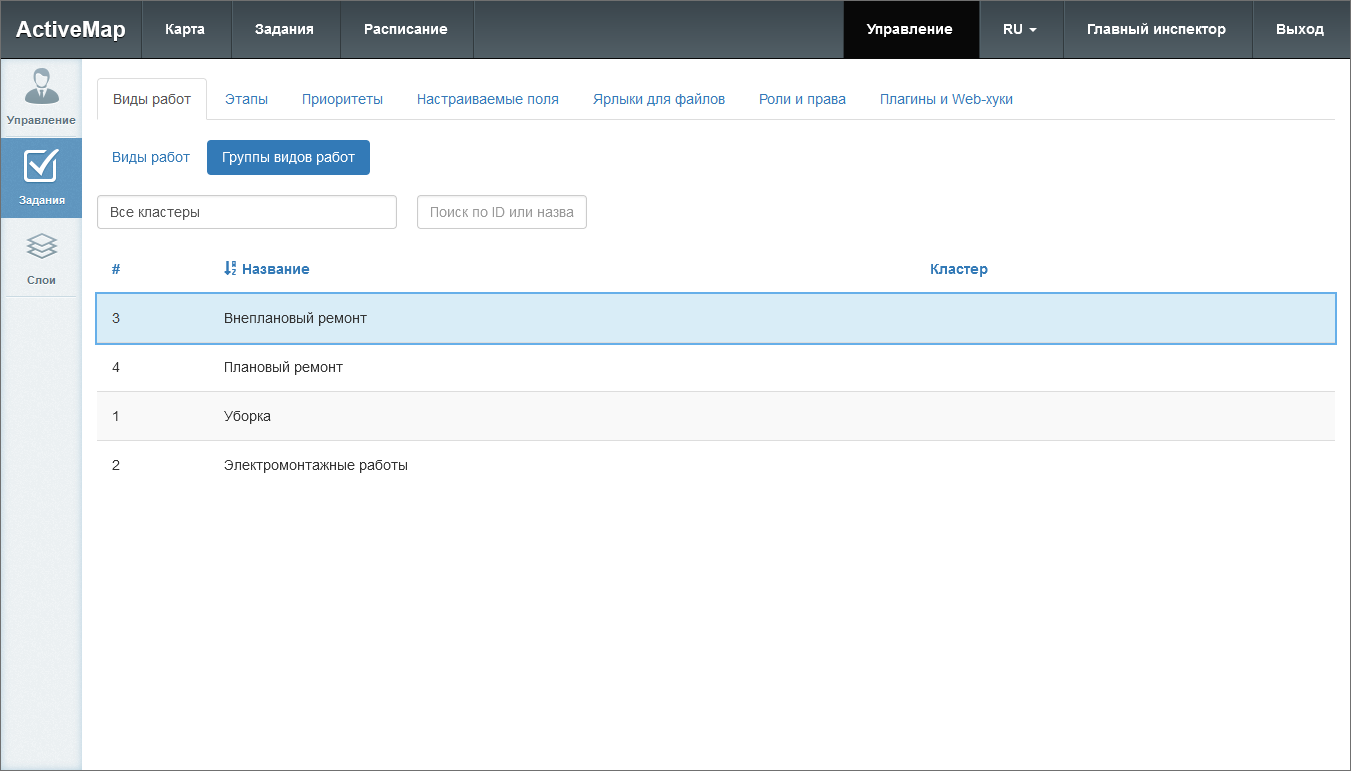 ActiveMap Карта Задания Расписание Управление RU Главный инспектор Выход
Управление
Задания
Слои
Виды работ Этапы Приоритеты Настраиваемые поля Ярлыки для файлов Роли и права Плагины и Web-хуки
Виды работ Группы видов работ
Все кластеры Поиск по ID или назва
# Название Кластер
3 Внеплановый ремонт
4 Плановый ремонт
1 Уборка
2 Электромонтажные работы